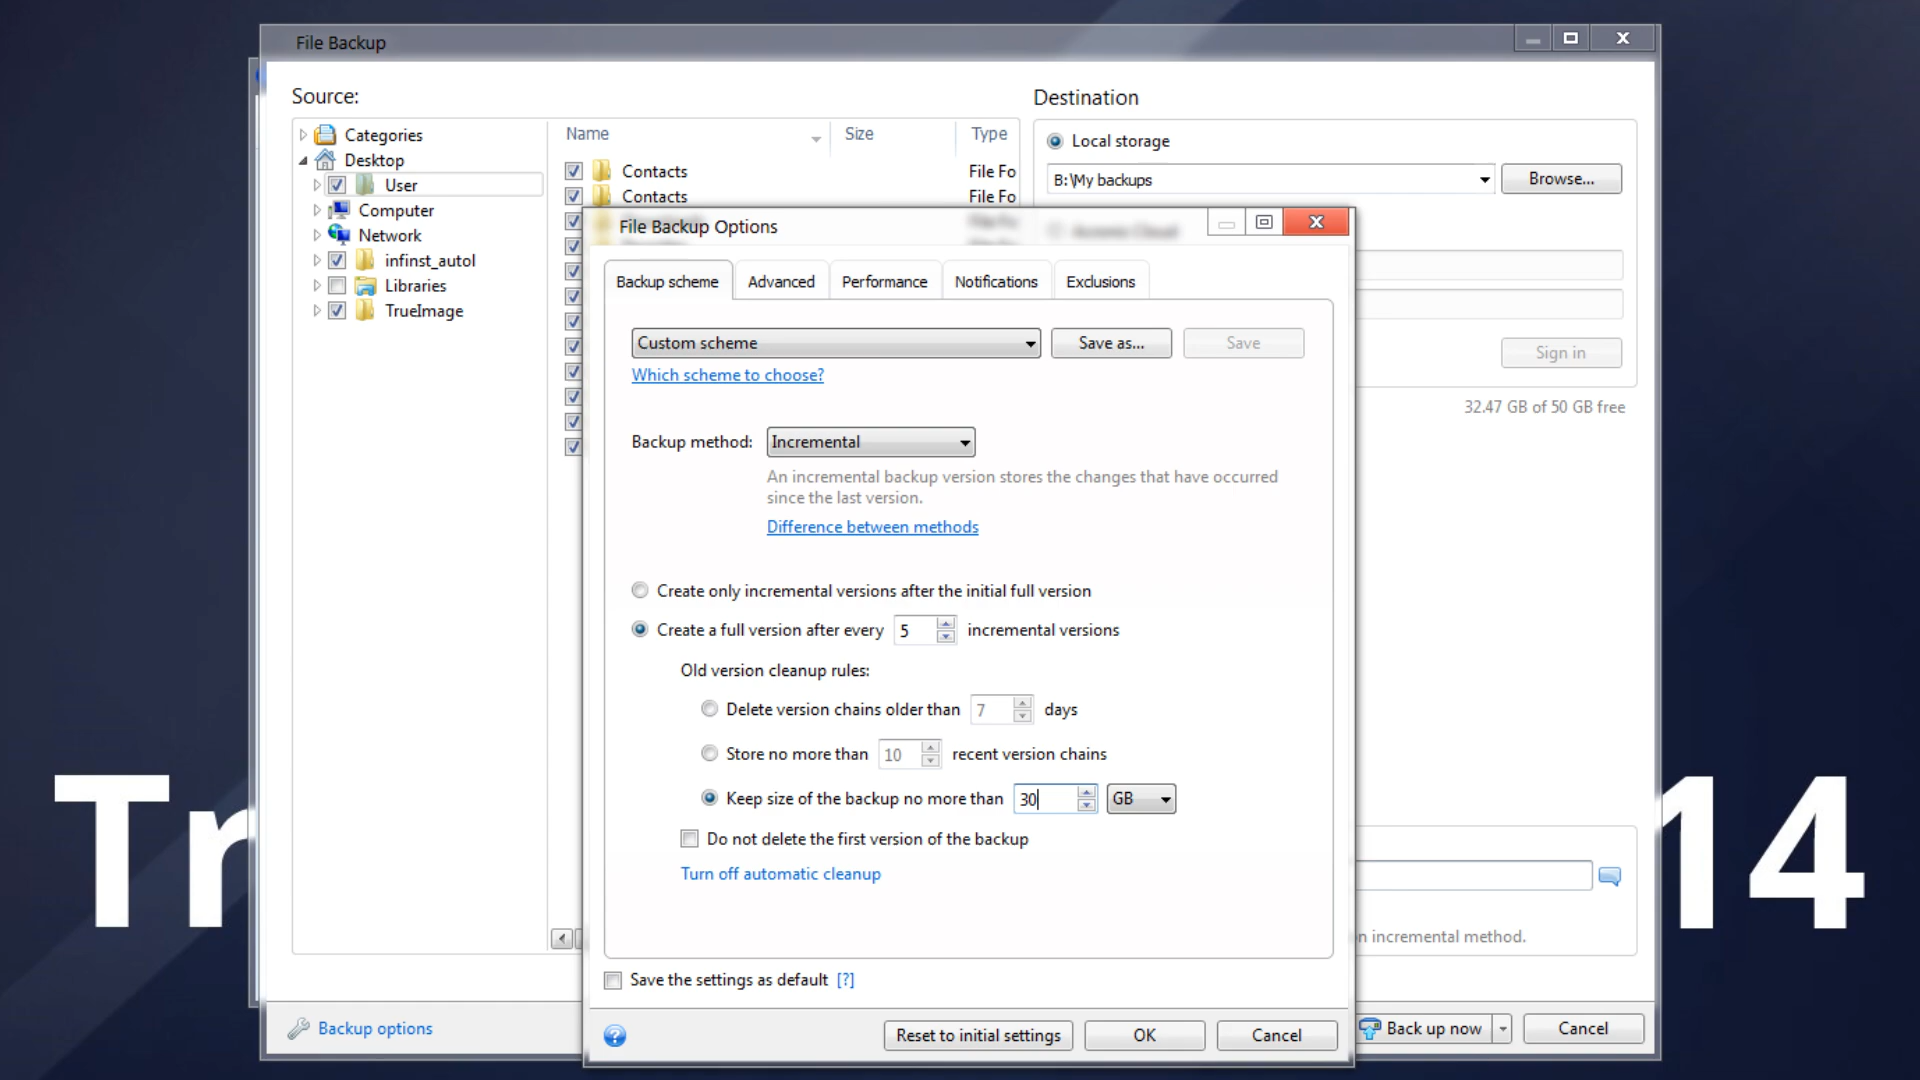 File Backup
Source:
Categories
Desktop
User
Computer
Network
infinst_autol
Libraries
TrueImage
Name
Size
Type
Contacts
File Fo
Contacts
File Fo
Destination
Local storage
B:\My backups
Browse...
Sign in
32.47 GB of 50 GB free
File Backup Options
Backup scheme
Advanced
Performance
Notifications
Exclusions
Custom scheme
Save as...
Save
Which scheme to choose?
Backup method:
Incremental
An incremental backup version stores the changes that have occurred
since the last version.
Difference between methods
Create only incremental versions after the initial full version
Create a full version after every 5 incremental versions
Old version cleanup rules:
Delete version chains older than 7 days
Store no more than 10 recent version chains
Keep size of the backup no more than 30 GB
Do not delete the first version of the backup
Turn off automatic cleanup
Save the settings as default [?]
Reset to initial settings
OK
Cancel
n incremental method.
Backup options
Back up now
Cancel
Tr
14